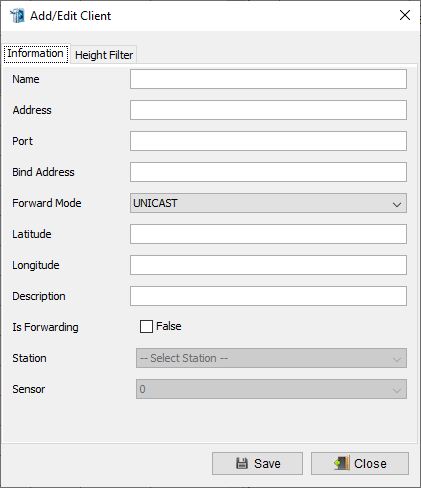 Add/Edit Client
Information Height Filter
Name
Address
Port
Bind Address
Forward Mode UNICAST
Latitude
Longitude
Description
Is Forwarding False
Station -- Select Station --
Sensor 0
Save Close